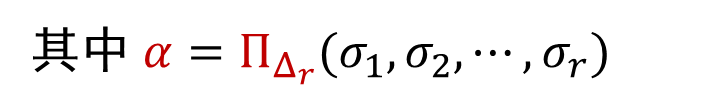 其中 α = Π_{Δ_r}(σ_1, σ_2, ⋯, σ_r)